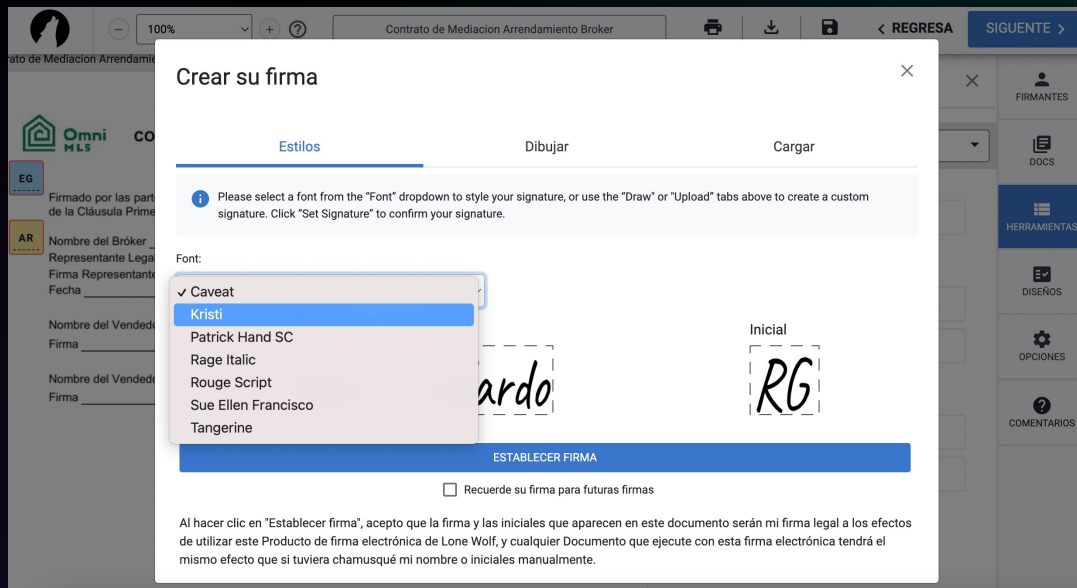 100%
Contrato de Mediacion Arrendamiento Broker
REGRESA
SIGUIENTE
rato de Mediacion Arrendamie
Crear su firma
FIRMANTES
Omni
MLS
CO
Estilos
Dibujar
Cargar
DOCS
EG
Please select a font from the “Font” dropdown to style your signature, or use the “Draw” or “Upload” tabs above to create a custom
signature. Click “Set Signature” to confirm your signature.
Firmado por las part
de la Cláusula Prime
HERRAMIENTAS
AR
Nombre del Bróker
Representante Legal
Firma Representante
Fecha
Font:
✓ Caveat
Kristi
Patrick Hand SC
Rage Italic
Rouge Script
Sue Ellen Francisco
Tangerine
DISEÑOS
Nombre del Vendedo
Firma
Inicial
ardo
RG
OPCIONES
Nombre del Vendedo
Firma
COMENTARIOS
ESTABLECER FIRMA
Recuerde su firma para futuras firmas
Al hacer clic en "Establecer firma", acepto que la firma y las iniciales que aparecen en este documento serán mi firma legal a los efectos
de utilizar este Producto de firma electrónica de Lone Wolf, y cualquier Documento que ejecute con esta firma electrónica tendrá el
mismo efecto que si tuviera chamusqué mi nombre o iniciales manualmente.